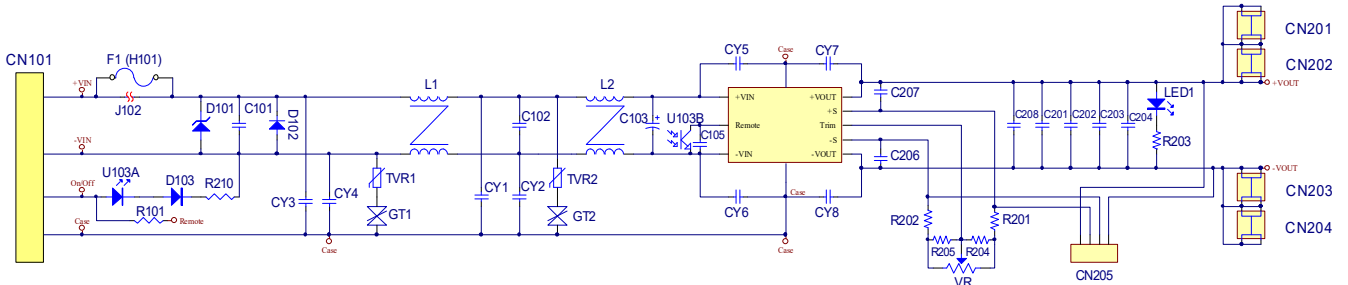 CN101
F1 (H101)
+VIN
J102
D101
C101
D102
-VIN
On/Off
U103A
D103
R210
R101
Remote
Case
CY3
CY4
Case
TVR1
GT1
L1
CY1
C102
CY2
TVR2
GT2
L2
C103
+
U103B
C105
CY5
Case
CY7
+VIN
Remote
-VIN
+VOUT
+S
Trim
-S
-VOUT
CY6
Case
CY8
Case
C207
C206
R202
R201
R205
R204
VR
C208
C201
C202
C203
C204
LED1
R203
CN205
CN201
CN202
+VOUT
-VOUT
CN203
CN204